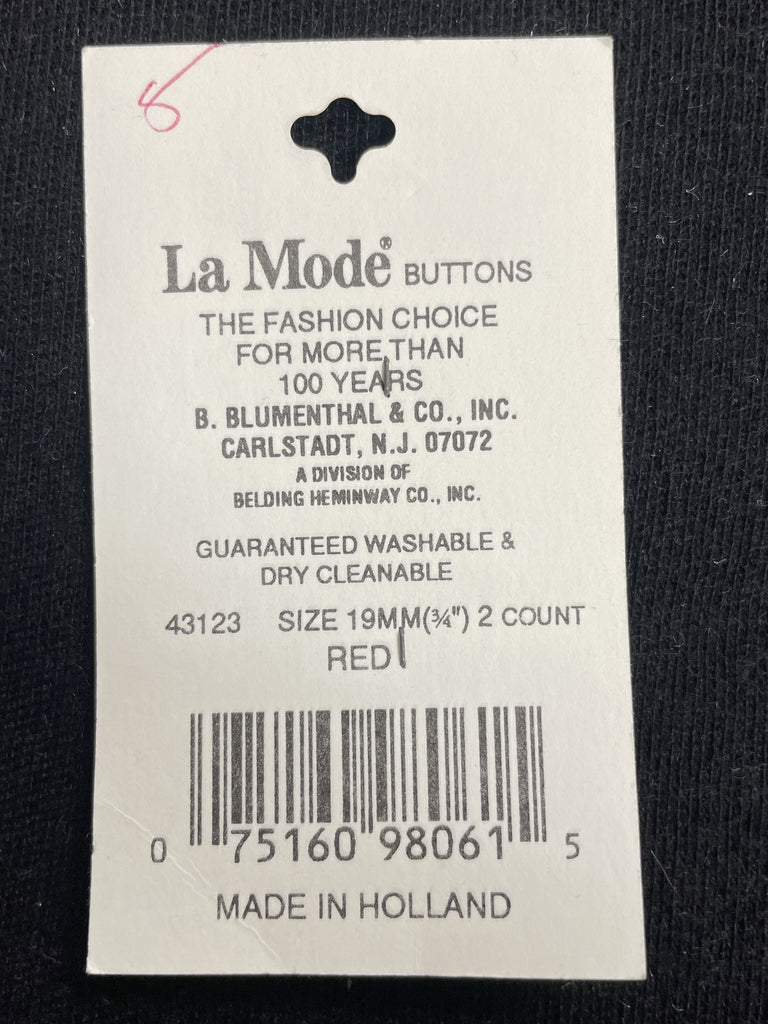 8
La Mode® BUTTONS
THE FASHION CHOICE
FOR MORE THAN
100 YEARS
B. BLUMENTHAL & CO., INC.
CARLSTADT, N.J. 07072
A DIVISION OF
BELDING HEMINWAY CO., INC.
GUARANTEED WASHABLE &
DRY CLEANABLE
43123 SIZE 19MM(¾") 2 COUNT
RED
0 75160 98061 5
MADE IN HOLLAND